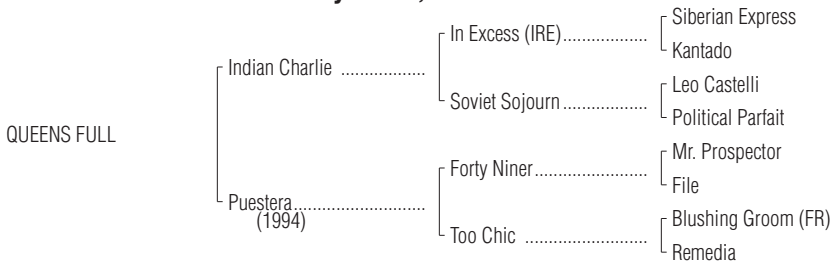 Siberian Express
In Excess (IRE)..................
Kantado
Indian Charlie ..................
Leo Castelli
Soviet Sojourn..................
Political Parfait
QUEENS FULL
Mr. Prospector
Forty Niner........................
File
Puestera............................
(1994)
Blushing Groom (FR)
Too Chic ..........................
Remedia